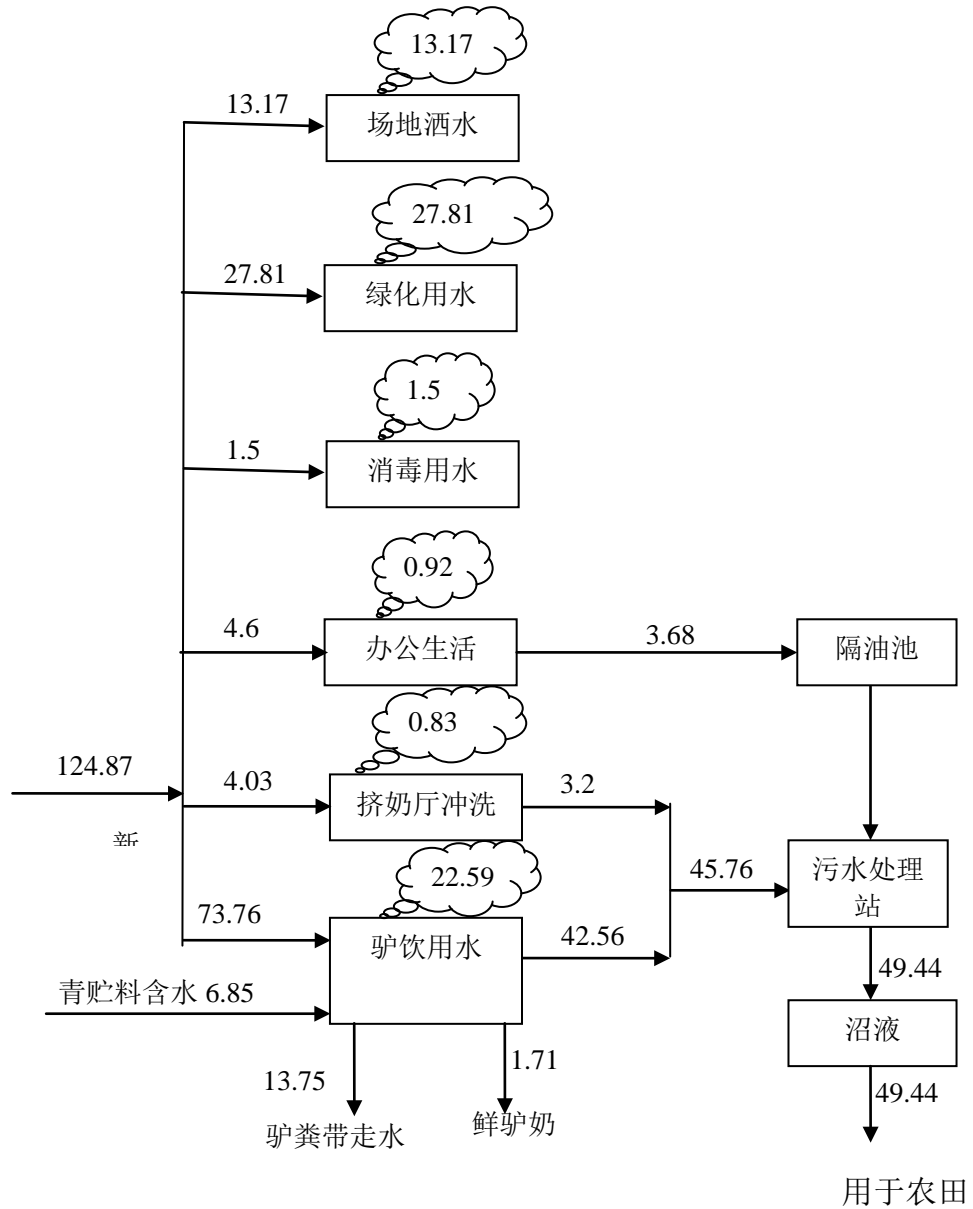 13.17
13.17
场地洒水
27.81
27.81
绿化用水
1.5
1.5
消毒用水
0.92
4.6
办公生活
3.68
隔油池
0.83
124.87
4.03
挤奶厅冲洗
3.2
22.59
45.76
污水处理
站
73.76
驴饮用水
42.56
49.44
青贮料含水 6.85
沼液
13.75
1.71
49.44
驴粪带走水
鲜驴奶
用于农田